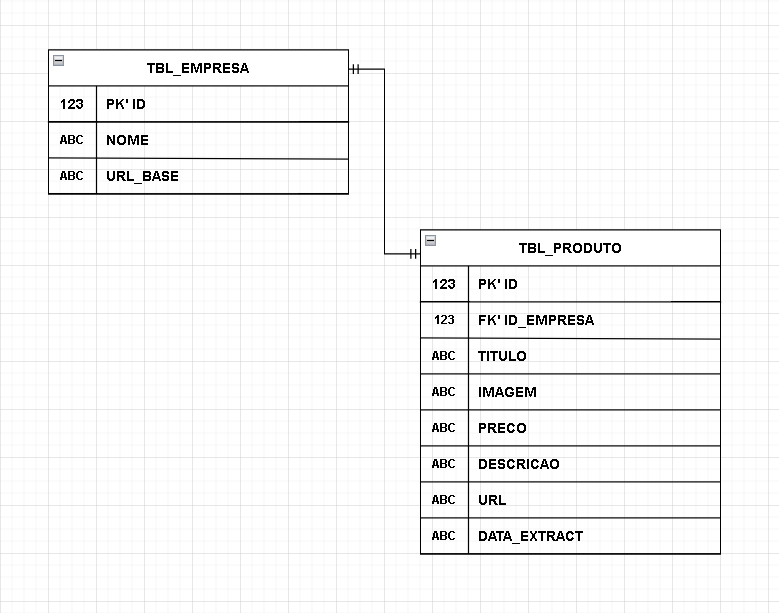 TBL_EMPRESA
123 PK' ID
ABC NOME
ABC URL_BASE
TBL_PRODUTO
123 PK' ID
123 FK' ID_EMPRESA
ABC TITULO
ABC IMAGEM
ABC PRECO
ABC DESCRICAO
ABC URL
ABC DATA_EXTRACT